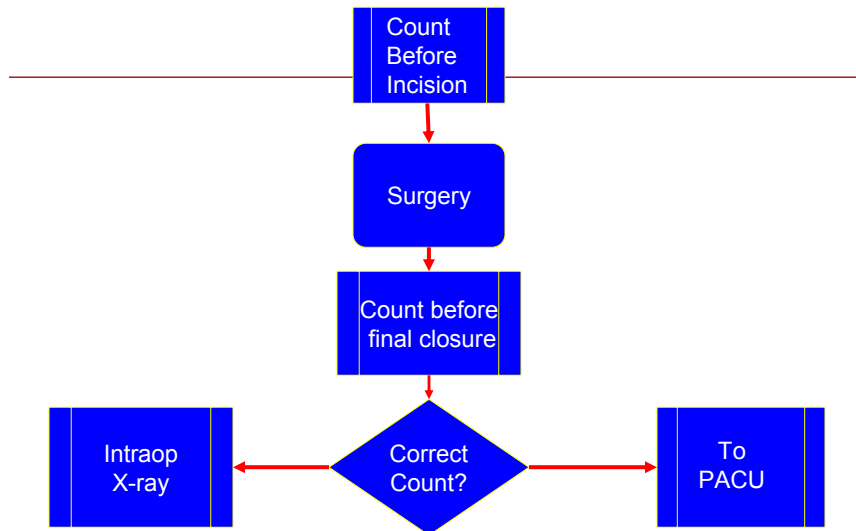 Count
Before
Incision
Surgery
Count before
final closure
Intraop
X-ray
Correct
Count?
To
PACU